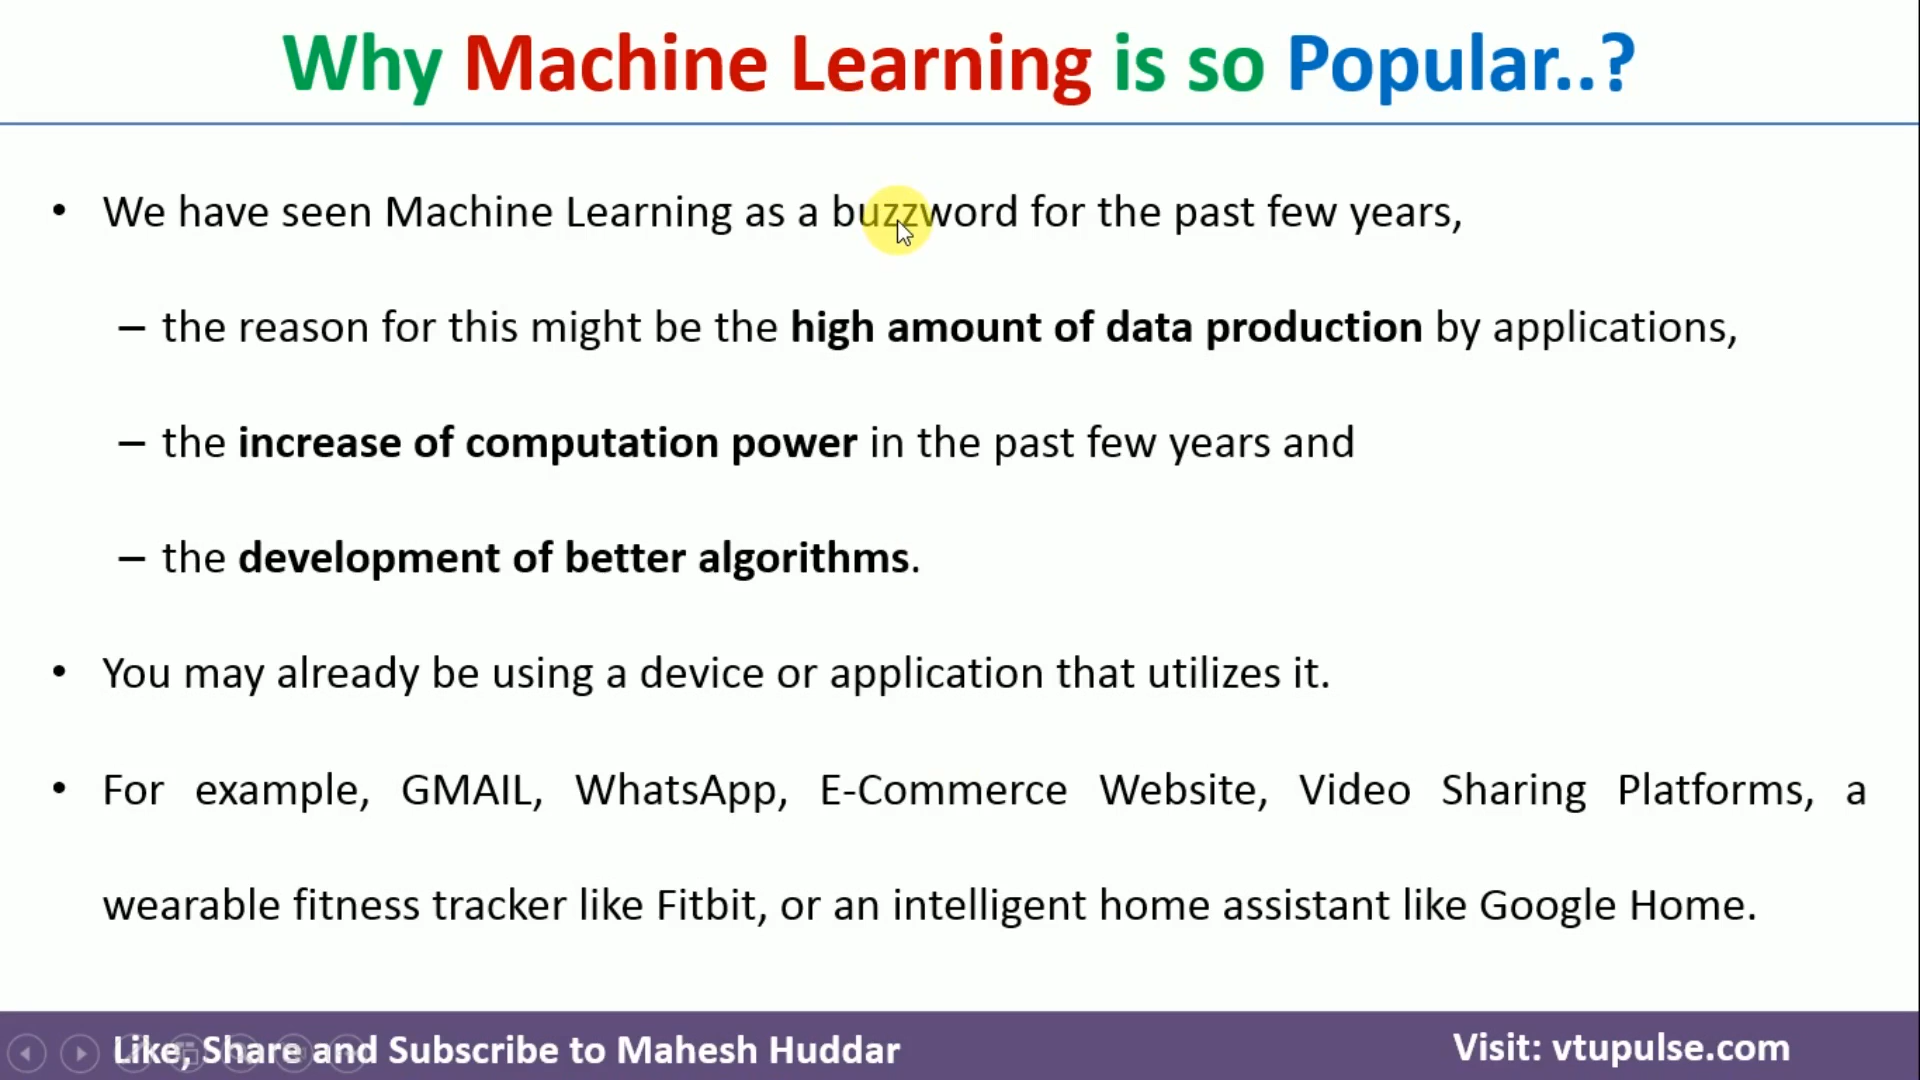 Why Machine Learning is so Popular..?
• We have seen Machine Learning as a buzzword for the past few years,
– the reason for this might be the high amount of data production by applications,
– the increase of computation power in the past few years and
– the development of better algorithms.
• You may already be using a device or application that utilizes it.
• For example, GMAIL, WhatsApp, E-Commerce Website, Video Sharing Platforms, a
wearable fitness tracker like Fitbit, or an intelligent home assistant like Google Home.
Like, Share and Subscribe to Mahesh Huddar
Visit: vtupulse.com